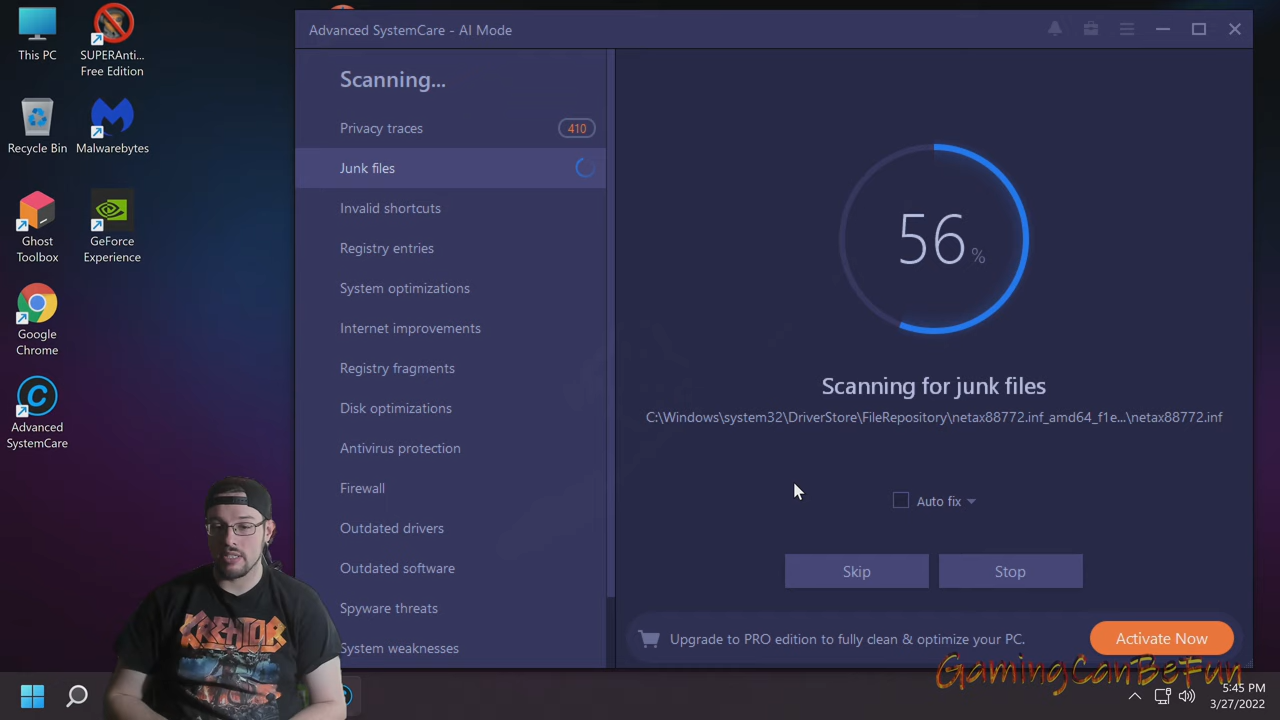 This PC
SUPERAnti...
Free Edition
Recycle Bin
Malwarebytes
Ghost
Toolbox
GeForce
Experience
Google
Chrome
Advanced
SystemCare
Advanced SystemCare - AI Mode
Scanning...
Privacy traces
410
Junk files
Invalid shortcuts
Registry entries
System optimizations
Internet improvements
Registry fragments
Disk optimizations
Antivirus protection
Firewall
Outdated drivers
Outdated software
Spyware threats
System weaknesses
56 %
Scanning for junk files
C:\Windows\system32\DriverStore\FileRepository\netax88772.inf_amd64_f1e...\netax88772.inf
Auto fix
Skip
Stop
Upgrade to PRO edition to fully clean & optimize your PC.
Activate Now
KREATOR
GamingCanBeFun
5:45 PM
3/27/2022